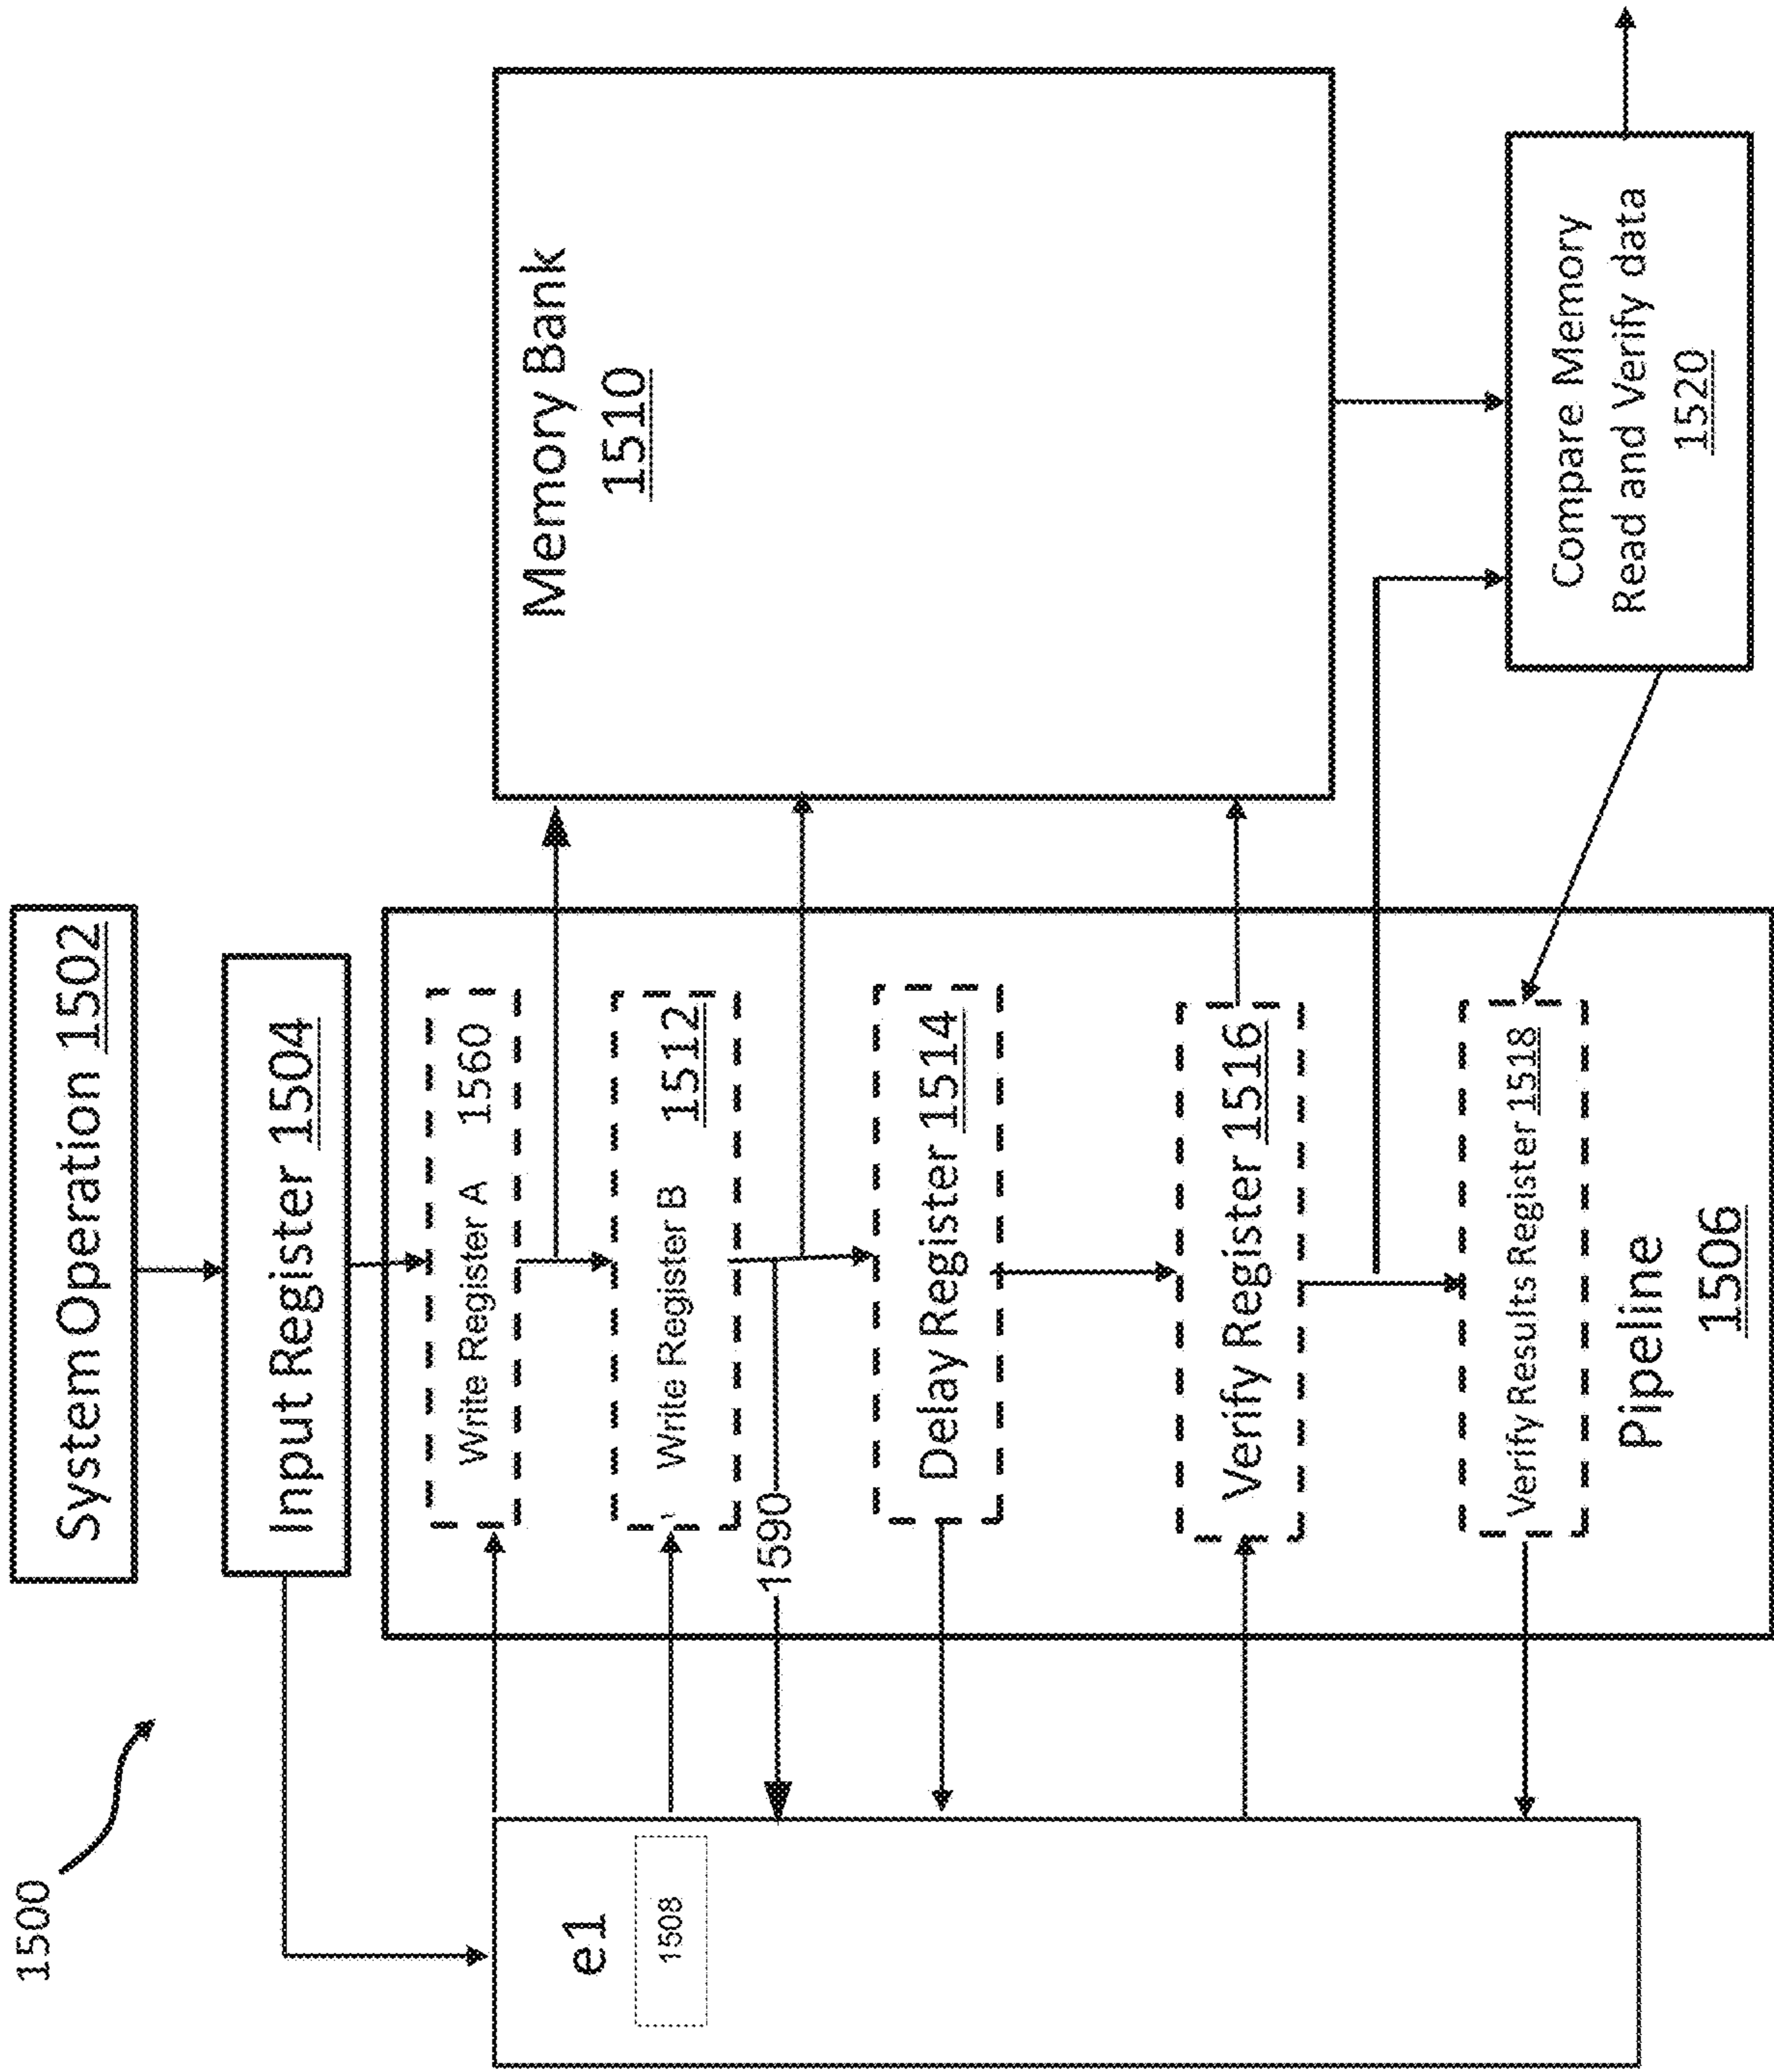 1500
System Operation 1502
Input Register 1504
e1
1508
Write Register A 1560
Write Register B 1512
1590
Delay Register 1514
Verify Register 1516
Verify Results Register 1518
Pipeline
1506
Memory Bank
1510
Compare Memory
Read and Verify data
1520